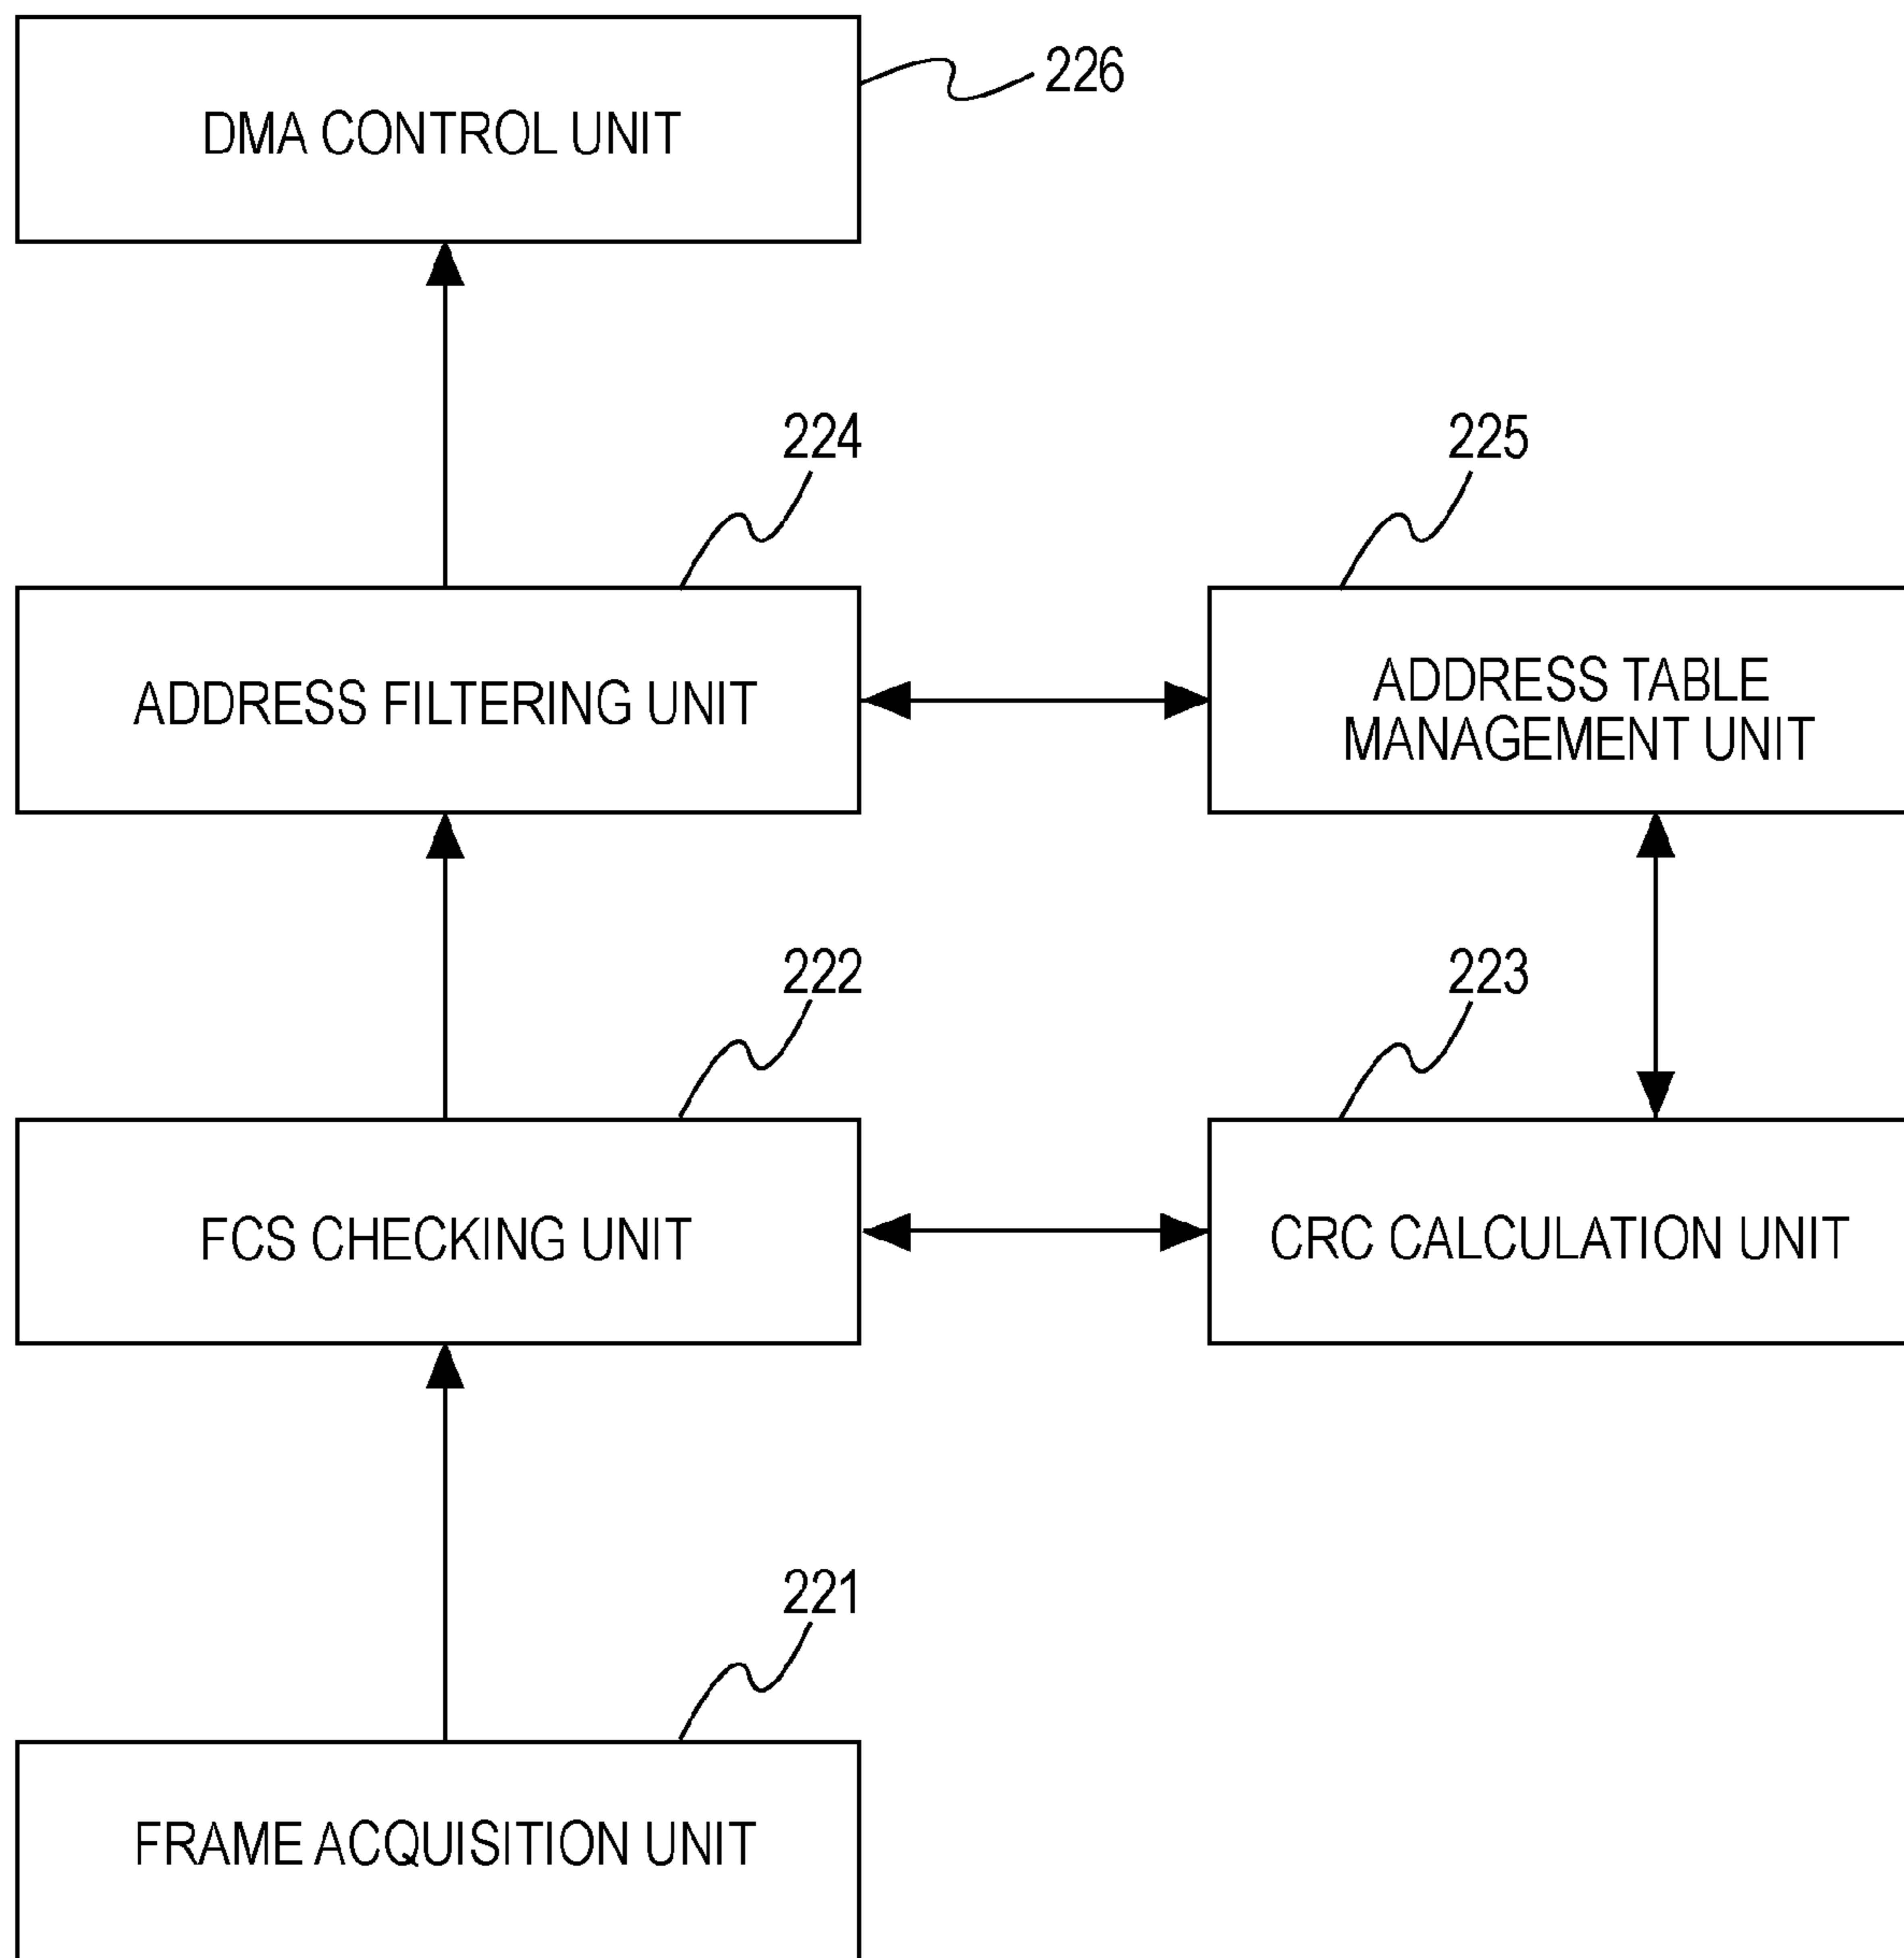 226
DMA CONTROL UNIT
224
225
ADDRESS FILTERING UNIT
ADDRESS TABLE
MANAGEMENT UNIT
222
223
FCS CHECKING UNIT
CRC CALCULATION UNIT
221
FRAME ACQUISITION UNIT